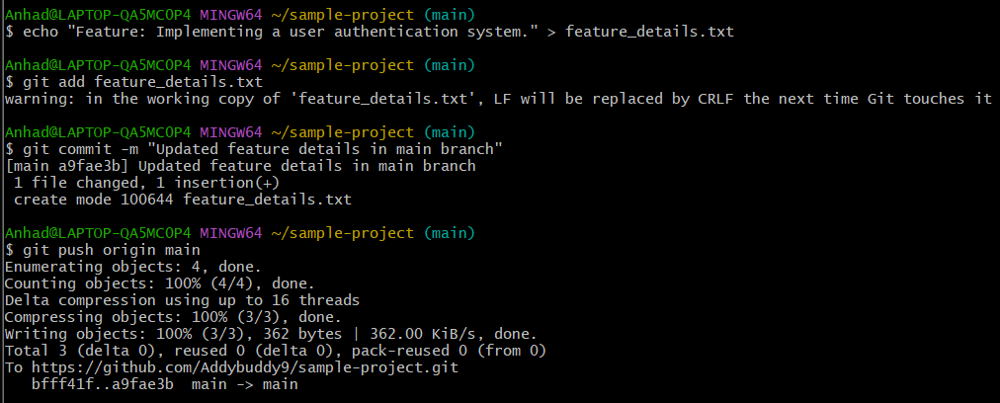 Anhad@LAPTOP-QA5MC0P4 MINGW64 ~/sample-project (main)
$ echo "Feature: Implementing a user authentication system." > feature_details.txt
Anhad@LAPTOP-QA5MC0P4 MINGW64 ~/sample-project (main)
$ git add feature_details.txt
warning: in the working copy of 'feature_details.txt', LF will be replaced by CRLF the next time Git touches it
Anhad@LAPTOP-QA5MC0P4 MINGW64 ~/sample-project (main)
$ git commit -m "Updated feature details in main branch"
[main a9fae3b] Updated feature details in main branch
 1 file changed, 1 insertion(+)
 create mode 100644 feature_details.txt
Anhad@LAPTOP-QA5MC0P4 MINGW64 ~/sample-project (main)
$ git push origin main
Enumerating objects: 4, done.
Counting objects: 100% (4/4), done.
Delta compression using up to 16 threads
Compressing objects: 100% (3/3), done.
Writing objects: 100% (3/3), 362 bytes | 362.00 KiB/s, done.
Total 3 (delta 0), reused 0 (delta 0), pack-reused 0 (from 0)
To https://github.com/Addybuddy9/sample-project.git
   bfff41f..a9fae3b  main -> main